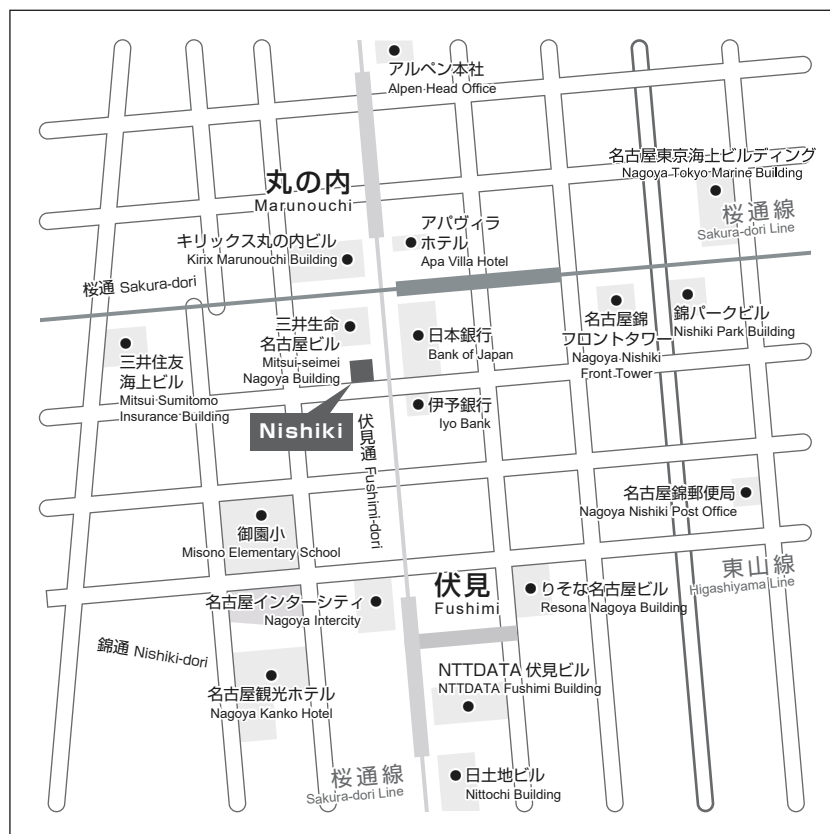 アルペン本社
Alpen Head Office
名古屋東京海上ビルディング
Nagoya Tokyo Marine Building
丸の内
Marunouchi
桜通線
Sakura-dori Line
アパヴィラ
ホテル
Apa Villa Hotel
キリックス丸の内ビル
Kirix Marunouchi Building
桜通 Sakura-dori
三井生命
名古屋ビル
Mitsui-seimei
Nagoya Building
日本銀行
Bank of Japan
名古屋錦
フロントタワー
Nagoya Nishiki
Front Tower
錦パークビル
Nishiki Park Building
三井住友
海上ビル
Mitsui Sumitomo
Insurance Building
Nishiki
伊予銀行
Iyo Bank
伏見通 Fushimi-dori
名古屋錦郵便局
Nagoya Nishiki Post Office
御園小
Misono Elementary School
東山線
Higashiyama Line
伏見
Fushimi
りそな名古屋ビル
Resona Nagoya Building
名古屋インターシティ
Nagoya Intercity
錦通 Nishiki-dori
NTTDATA 伏見ビル
NTTDATA Fushimi Building
名古屋観光ホテル
Nagoya Kanko Hotel
桜通線
Sakura-dori Line
日土地ビル
Nittochi Building